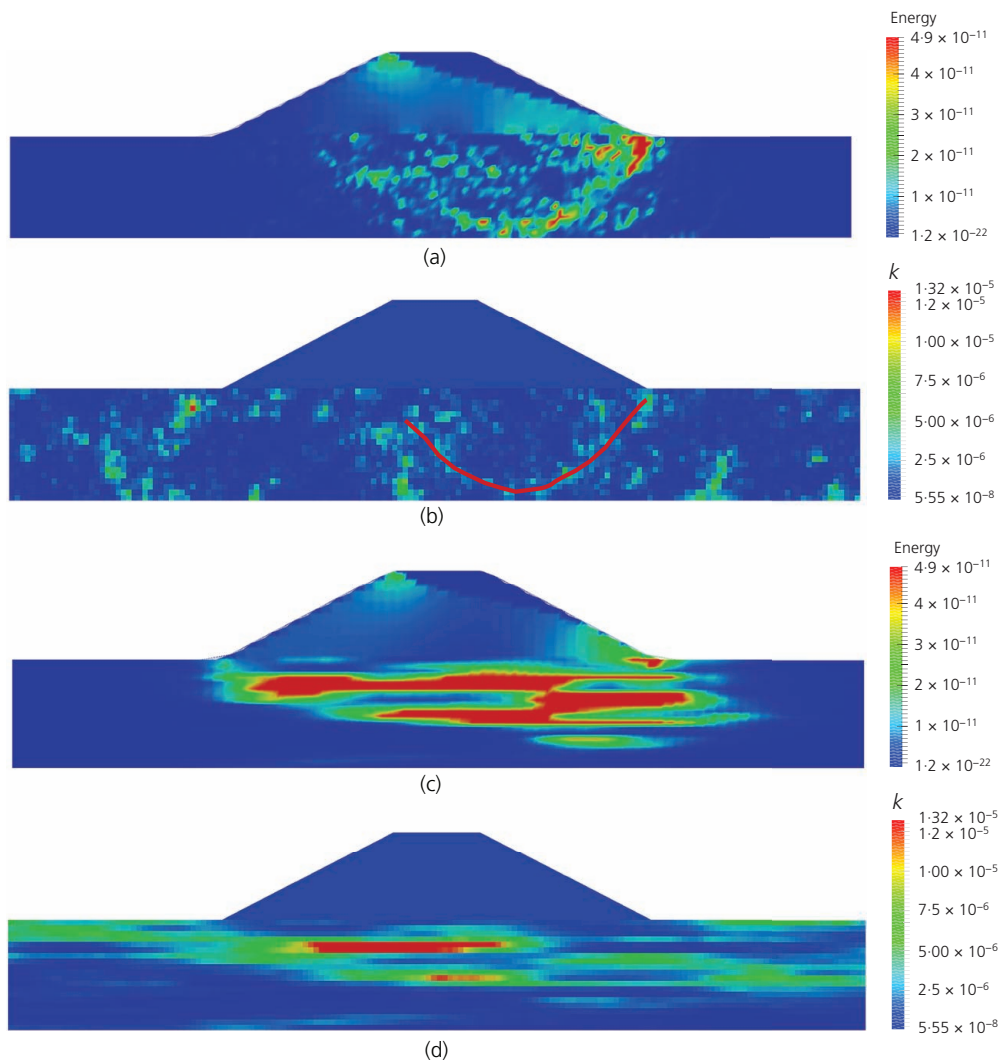 Energy
4·9 × 10⁻¹¹
4 × 10⁻¹¹
3 × 10⁻¹¹
2 × 10⁻¹¹
1 × 10⁻¹¹
1·2 × 10⁻²²
(a)
k
1·32 × 10⁻⁵
1·2 × 10⁻⁵
1·00 × 10⁻⁵
7·5 × 10⁻⁶
5·00 × 10⁻⁶
2·5 × 10⁻⁶
5·55 × 10⁻⁸
(b)
Energy
4·9 × 10⁻¹¹
4 × 10⁻¹¹
3 × 10⁻¹¹
2 × 10⁻¹¹
1 × 10⁻¹¹
1·2 × 10⁻²²
(c)
k
1·32 × 10⁻⁵
1·2 × 10⁻⁵
1·00 × 10⁻⁵
7·5 × 10⁻⁶
5·00 × 10⁻⁶
2·5 × 10⁻⁶
5·55 × 10⁻⁸
(d)